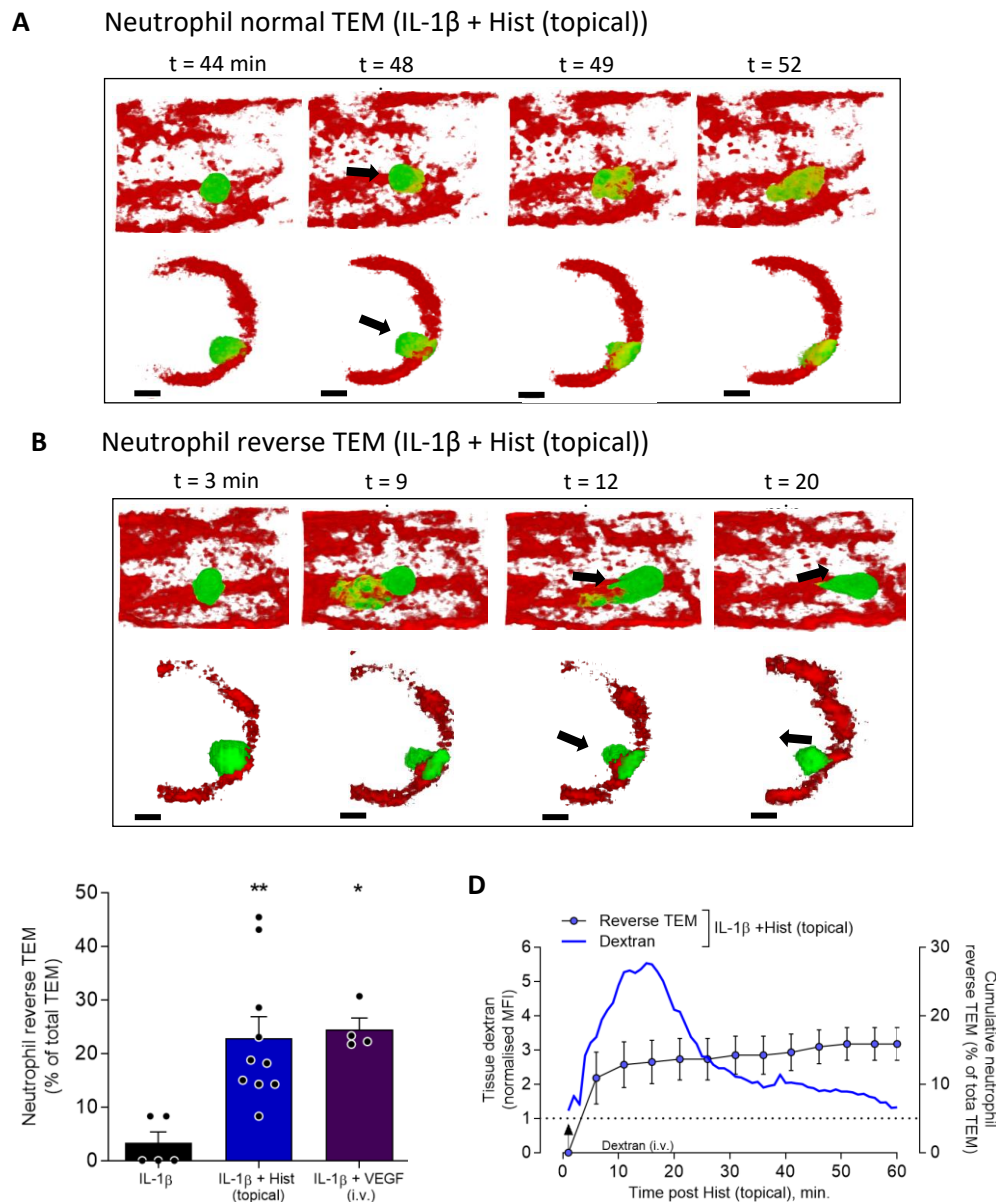 A Neutrophil normal TEM (IL-1β + Hist (topical))
t = 44 min t = 48 t = 49 t = 52
B Neutrophil reverse TEM (IL-1β + Hist (topical))
t = 3 min t = 9 t = 12 t = 20
Neutrophil reverse TEM
(% of total TEM)
50
40
30
20
10
0
** *
IL-1β IL-1β + Hist
(topical) IL-1β + VEGF
(i.v.)
D
Reverse TEM
Dextran
IL-1β +Hist (topical)
Tissue dextran
(normalised MFI)
6
5
4
3
2
1
0
Dextran (i.v.)
30
20
10
0
Cumulative neutrophil
reverse TEM (% of tota TEM)
0 10 20 30 40 50 60
Time post Hist (topical), min.